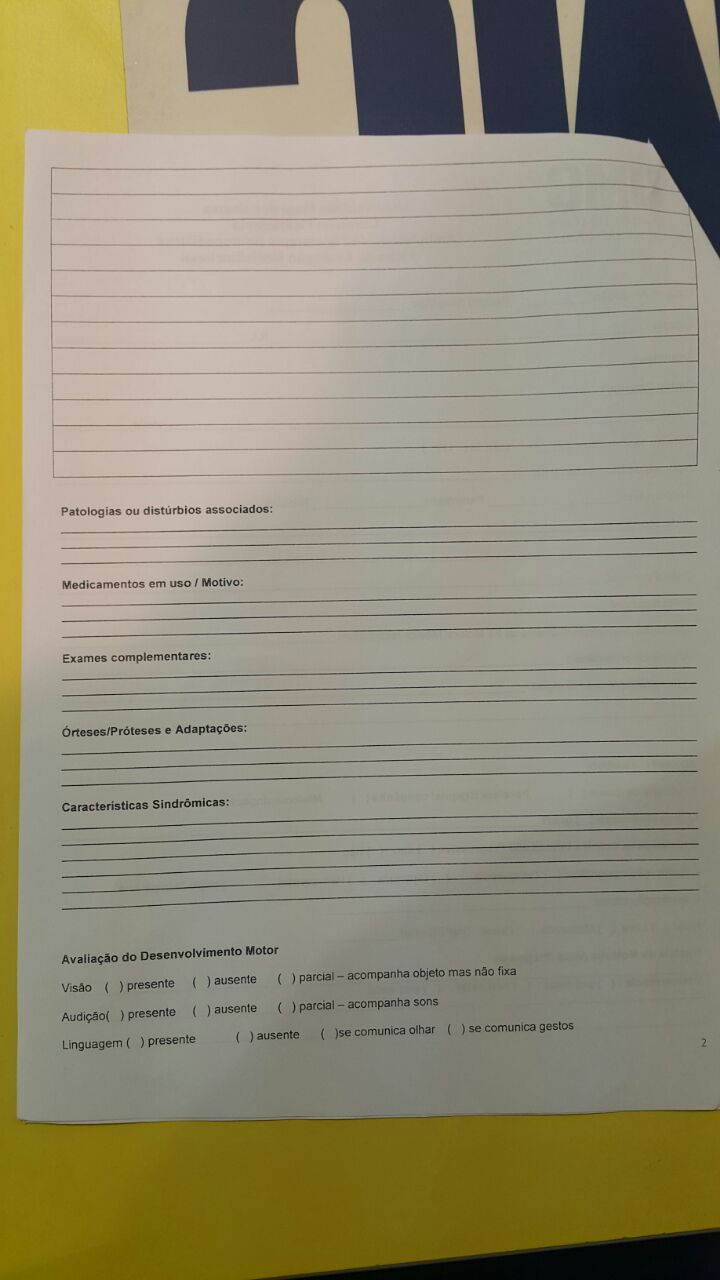 Patologias ou distúrbios associados:
Medicamentos em uso / Motivo:
Exames complementares:
Órteses/Próteses e Adaptações:
Características Sindrômicas:
Avaliação do Desenvolvimento Motor
Visão ( ) presente ( ) ausente ( ) parcial – acompanha objeto mas não fixa
Audição( ) presente ( ) ausente ( ) parcial – acompanha sons
Linguagem ( ) presente ( ) ausente ( )se comunica olhar ( ) se comunica gestos
2